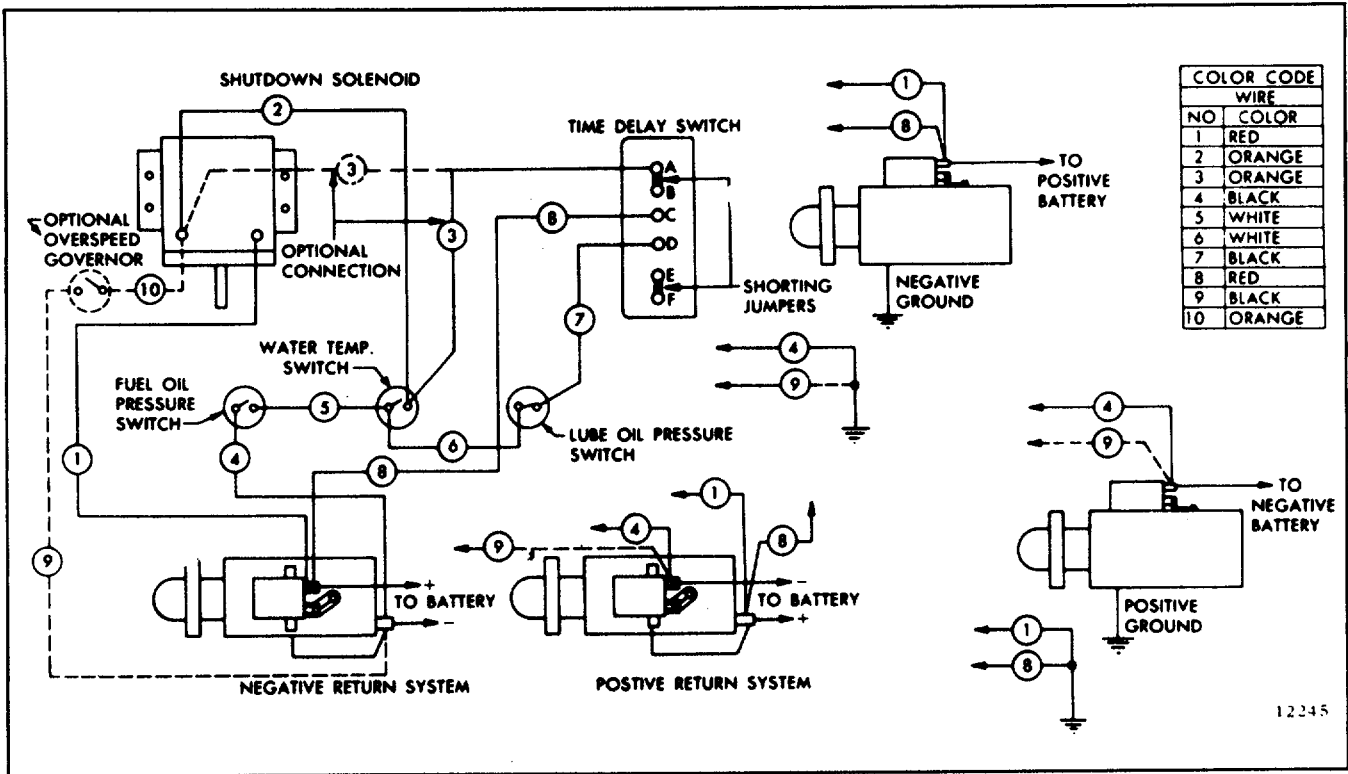 SHUTDOWN SOLENOID
2
3
OPTIONAL
OVERSPEED
GOVERNOR
10
OPTIONAL
CONNECTION
3
TIME DELAY SWITCH
A
B
C
D
E
F
8
7
SHORTING
JUMPERS
WATER TEMP.
SWITCH
FUEL OIL
PRESSURE
SWITCH
5
6
LUBE OIL PRESSURE
SWITCH
1
4
8
9
+
TO BATTERY
-
NEGATIVE RETURN SYSTEM
1
4
8
9
-
TO BATTERY
+
POSTIVE RETURN SYSTEM
1
8
TO
POSITIVE
BATTERY
NEGATIVE
GROUND
4
9
4
9
TO
NEGATIVE
BATTERY
POSITIVE
GROUND
1
8
COLOR CODE
WIRE
NO COLOR
1 RED
2 ORANGE
3 ORANGE
4 BLACK
5 WHITE
6 WHITE
7 BLACK
8 RED
9 BLACK
10 ORANGE
12245